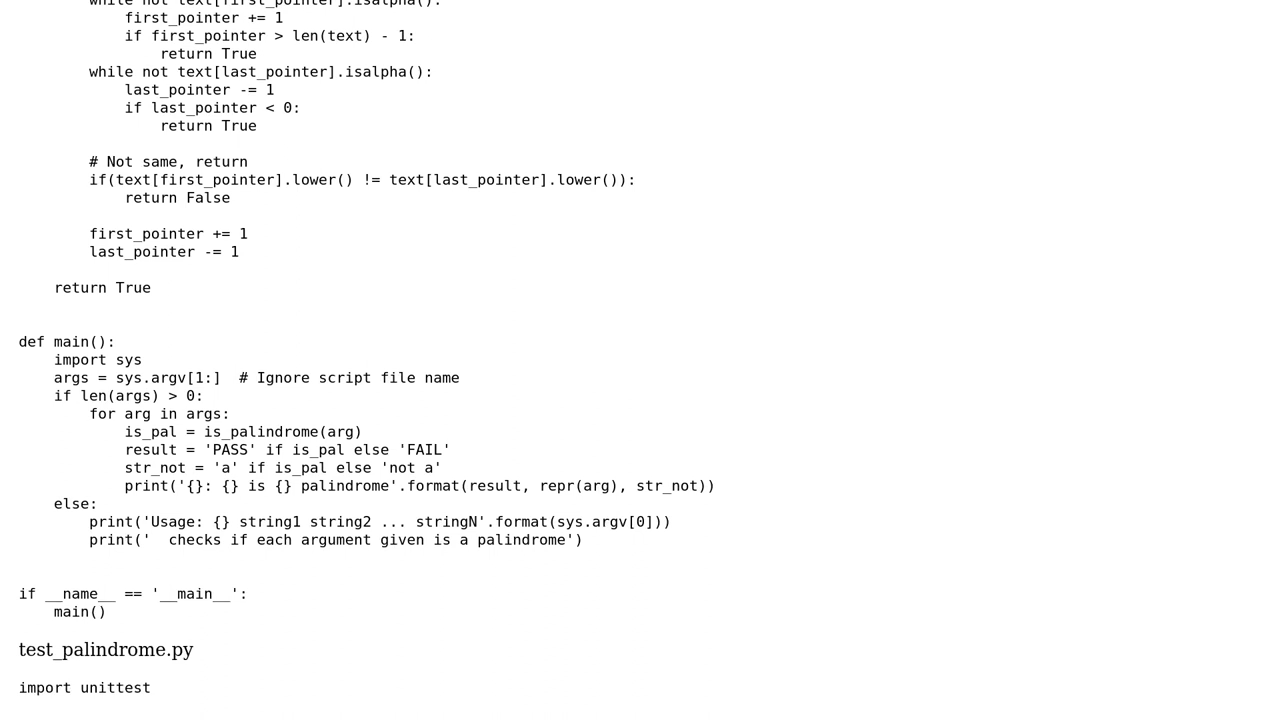 while not text[first_pointer].isalpha():
            first_pointer += 1
            if first_pointer > len(text) - 1:
                return True
        while not text[last_pointer].isalpha():
            last_pointer -= 1
            if last_pointer < 0:
                return True

        # Not same, return
        if(text[first_pointer].lower() != text[last_pointer].lower()):
            return False

        first_pointer += 1
        last_pointer -= 1

    return True


def main():
    import sys
    args = sys.argv[1:]  # Ignore script file name
    if len(args) > 0:
        for arg in args:
            is_pal = is_palindrome(arg)
            result = 'PASS' if is_pal else 'FAIL'
            str_not = 'a' if is_pal else 'not a'
            print('{}: {} is {} palindrome'.format(result, repr(arg), str_not))
    else:
        print('Usage: {} string1 string2 ... stringN'.format(sys.argv[0]))
        print('  checks if each argument given is a palindrome')


if __name__ == '__main__':
    main()

test_palindrome.py

import unittest